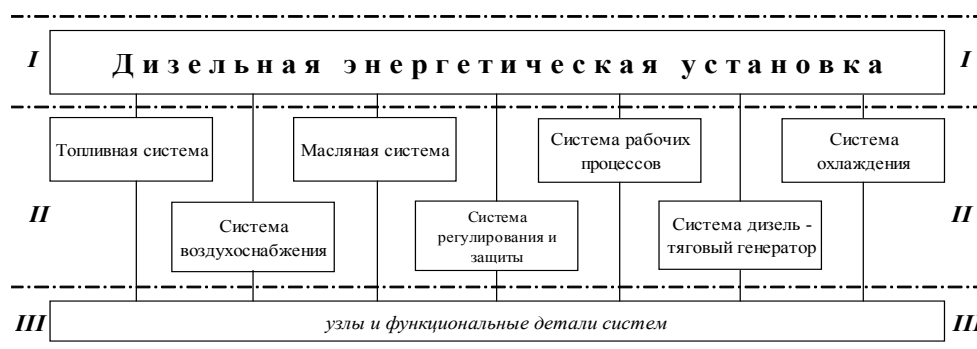 I
Дизельная энергетическая установка
I
Топливная система
Масляная система
Система рабочих
процессов
Система
охлаждения
II
II
Система
воздухоснабжения
Система
регулирования и
защиты
Система дизель -
тяговый генератор
III
узлы и функциональные детали систем
III